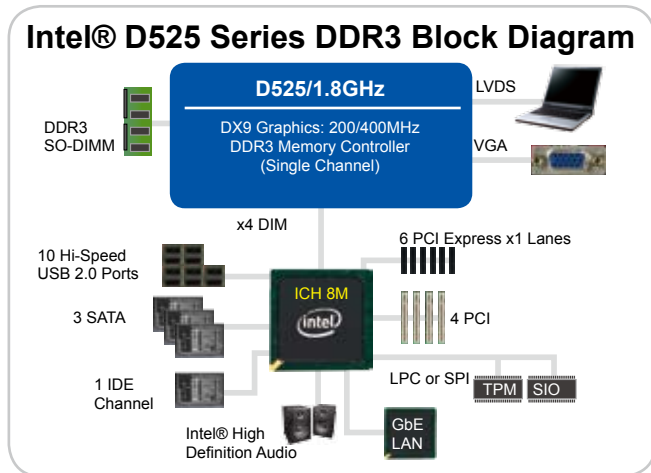 Intel® D525 Series DDR3 Block Diagram
D525/1.8GHz
DX9 Graphics: 200/400MHz
DDR3 Memory Controller
(Single Channel)
DDR3
SO-DIMM
LVDS
VGA
x4 DIM
10 Hi-Speed
USB 2.0 Ports
6 PCI Express x1 Lanes
ICH 8M
intel
3 SATA
4 PCI
1 IDE
Channel
LPC or SPI
TPM
SIO
Intel® High
Definition Audio
GbE
LAN